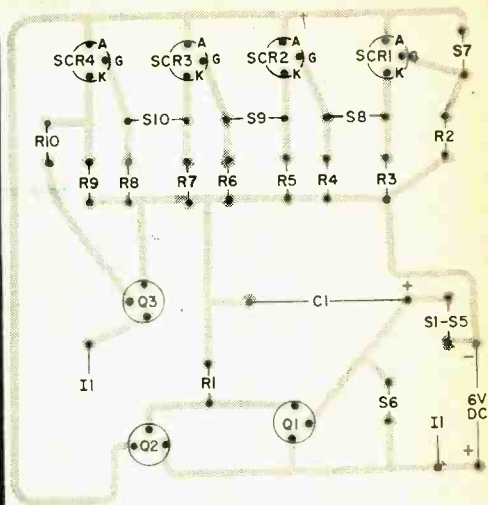 A A A A
SCR4 G SCR3 G SCR2 G SCR1 G S7
K K K K
R10 S10 S9 S8 R2
R9 R8 R7 R6 R5 R4 R3
+
Q3 C1 S1-S5
−
I1 R1 S6 6V
DC
Q1 I1
Q2 +